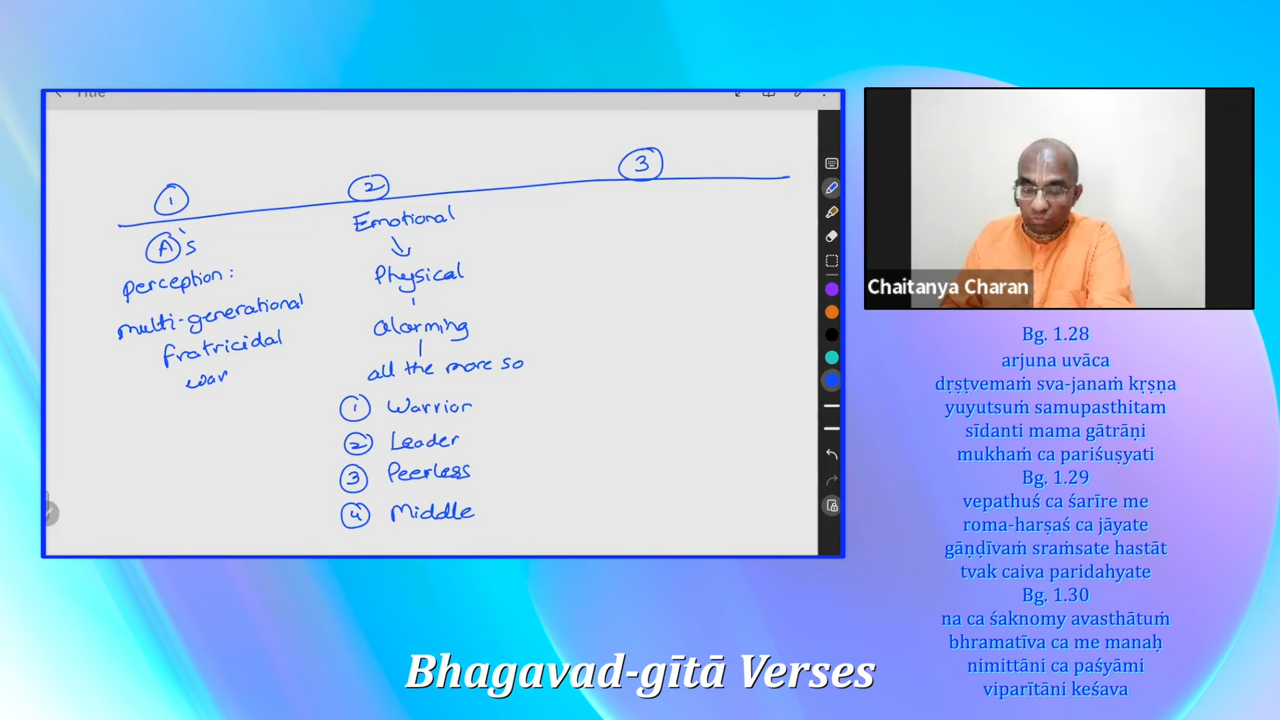 Title
1
2
3
A's
perception:
multi-generational
fratricidal
war
Emotional
Physical
alarming
all the more so
1 Warrior
2 Leader
3 Peerless
4 Middle
Chaitanya Charan
Bg. 1.28
arjuna uvāca
dṛṣṭvemaṁ sva-janaṁ kṛṣṇa
yuyutsuṁ samupasthitam
sīdanti mama gātrāṇi
mukhaṁ ca pariśuṣyati
Bg. 1.29
vepathuś ca śarīre me
roma-harṣaś ca jāyate
gāṇḍīvaṁ sraṁsate hastāt
tvak caiva paridahyate
Bg. 1.30
na ca śaknomy avasthātuṁ
bhramatīva ca me manaḥ
nimittāni ca paśyāmi
viparītāni keśava
Bhagavad-gītā Verses